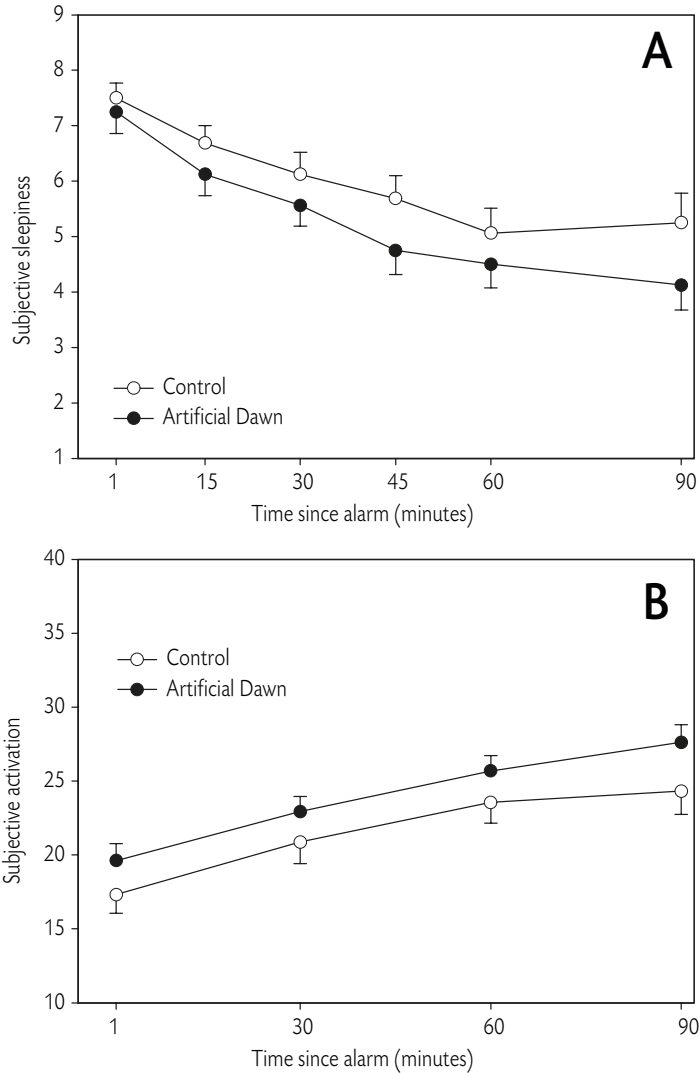 A
9
8
7
6
5
4
3
2
1
Subjective sleepiness
Control
Artificial Dawn
1 15 30 45 60 90
Time since alarm (minutes)
B
40
35
30
25
20
15
10
Subjective activation
Control
Artificial Dawn
1 30 60 90
Time since alarm (minutes)